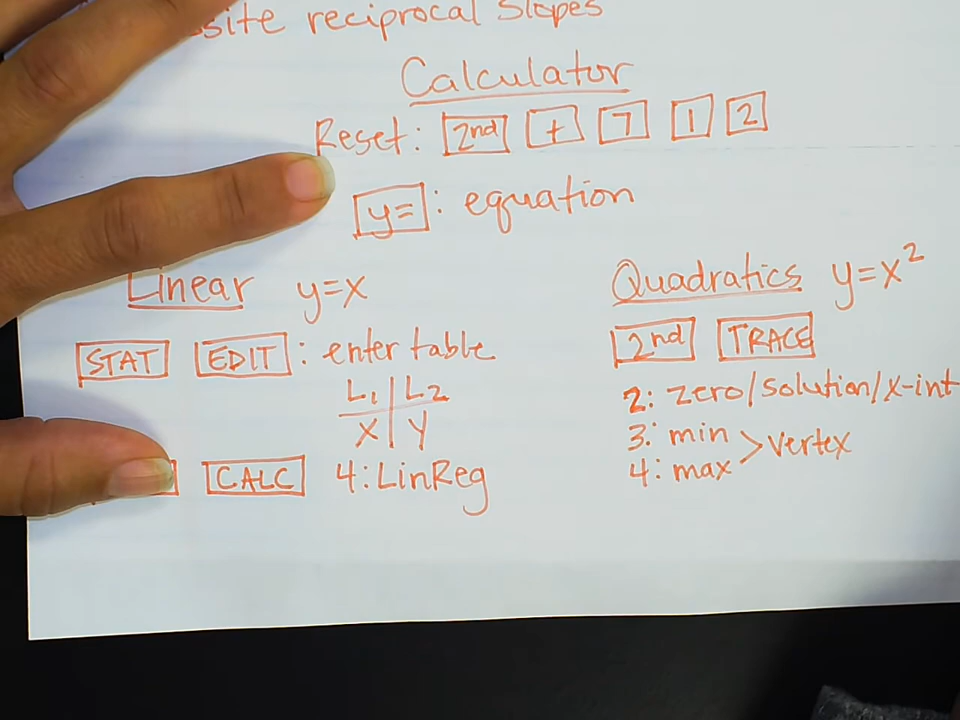 reciprocal slopes
Calculator
Reset: 2nd + 7 1 2
y= : equation
Linear y=x
STAT EDIT : enter table
L1 L2
X Y
CALC 4: LinReg
Quadratics y=x²
2nd TRACE
2: zero/solution/x-int
3: min
4: max > vertex